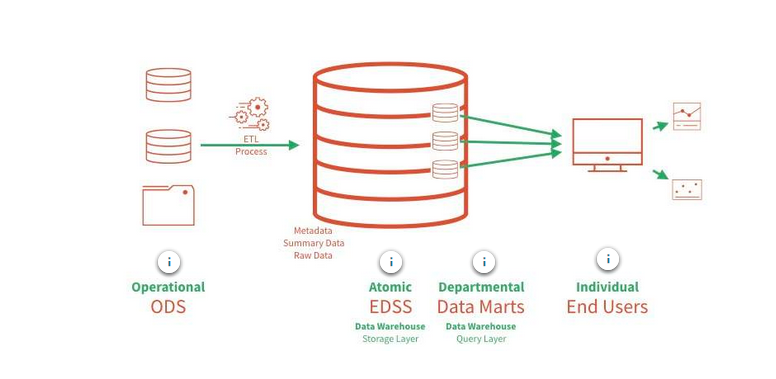 ETL
Process
Metadata
Summary Data
Raw Data
i
i
i
i
Operational
ODS
Atomic
EDSS
Data Warehouse
Storage Layer
Departmental
Data Marts
Data Warehouse
Query Layer
Individual
End Users